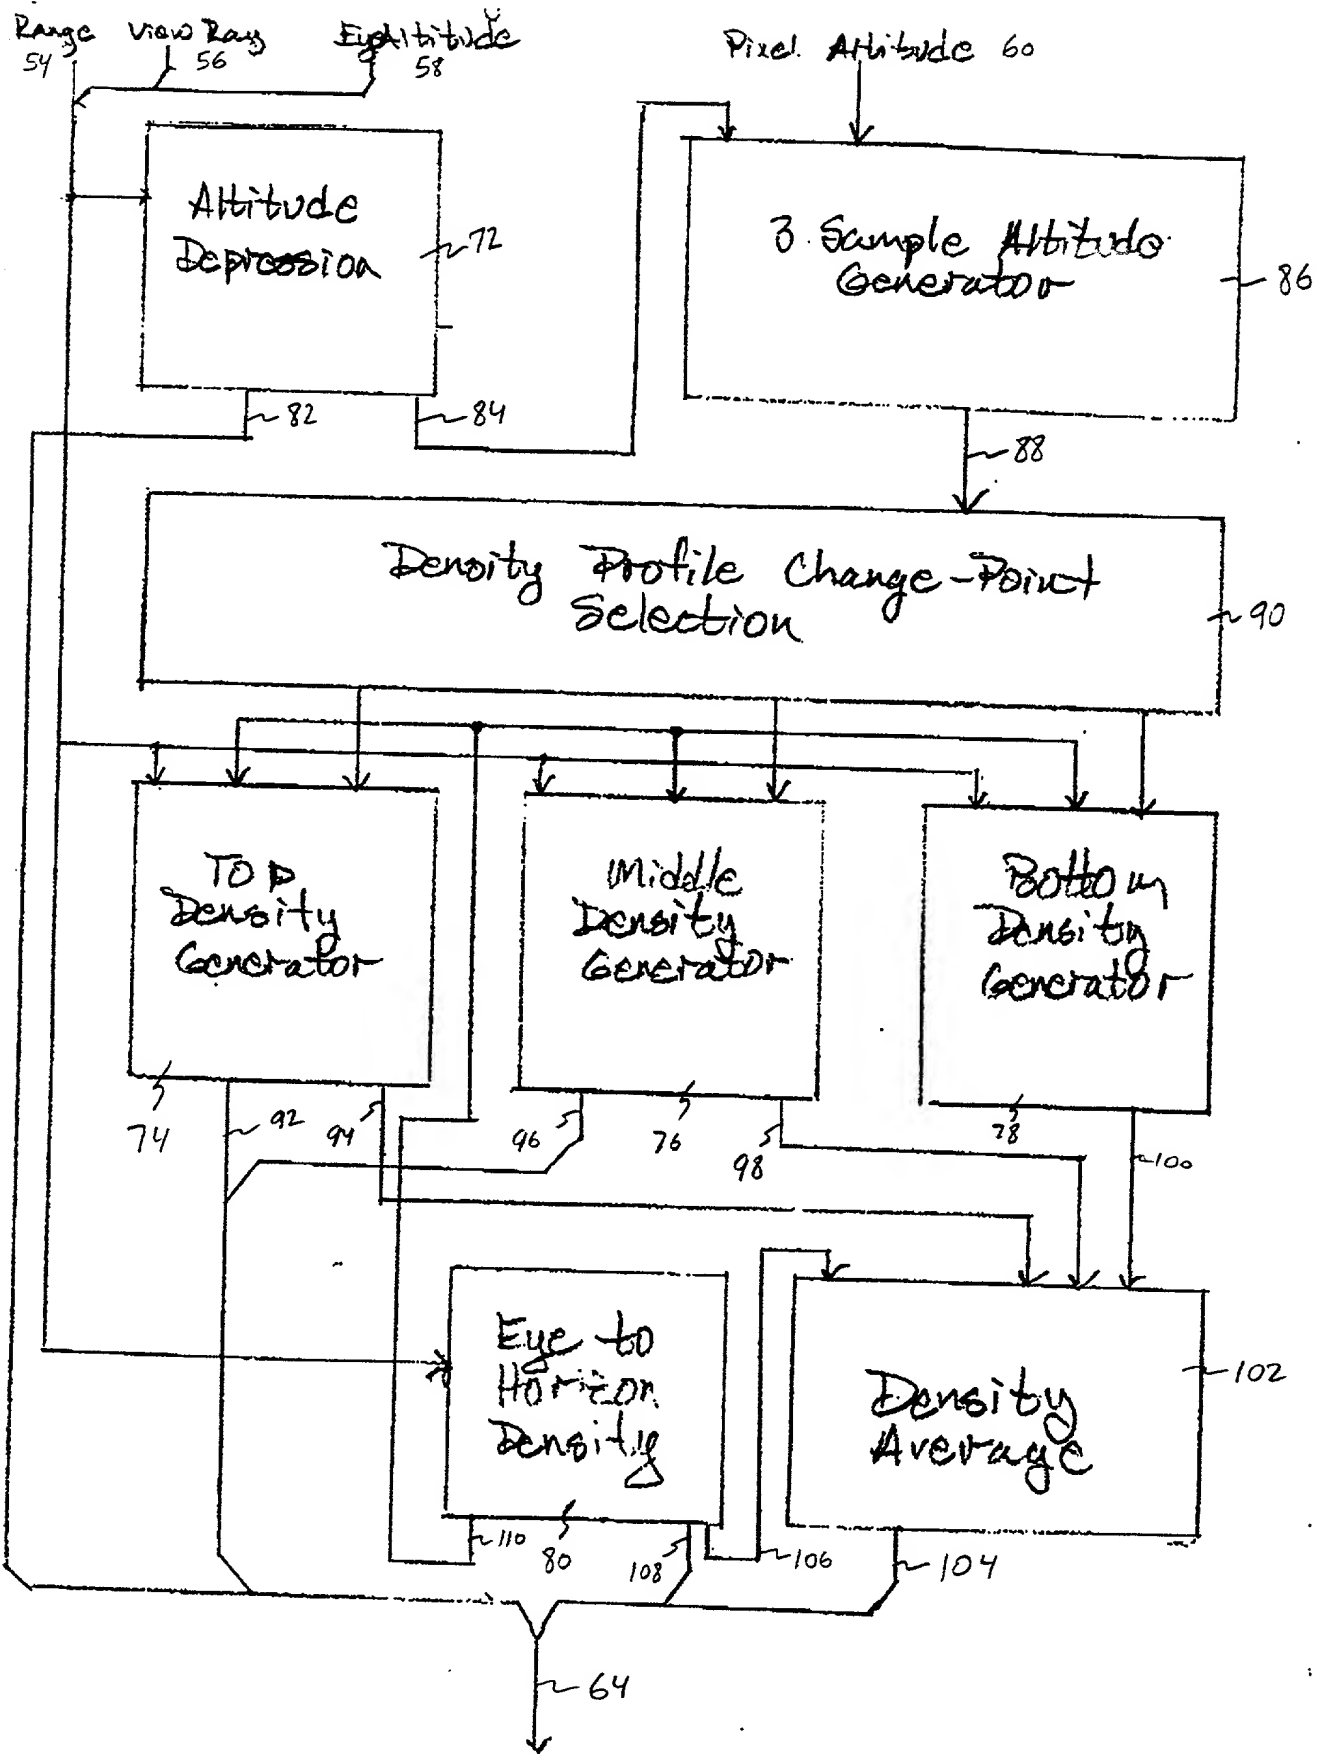 Range View Ray Eye Altitude
54 56 58
Pixel Altitude 60
Altitude
Depression
72
3 Sample Altitude
Generator
86
82
84
88
Density Profile Change-Point
Selection
90
Top
Density
Generator
Middle
Density
Generator
Bottom
Density
Generator
74
92
94
96
76
98
78
100
Eye to
Horizon
Density
Density
Average
102
110
80
108
106
104
64